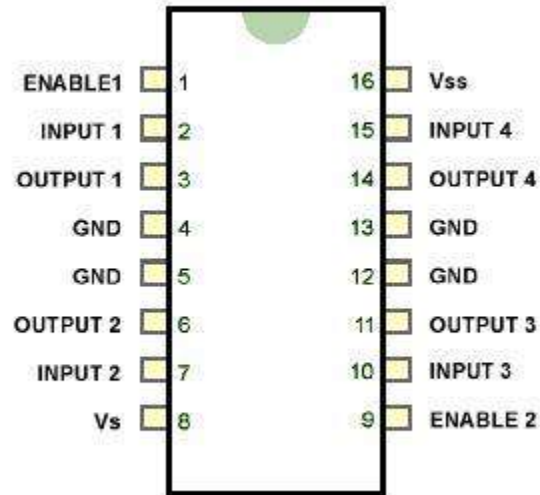 ENABLE1 1 16 Vss
INPUT 1 2 15 INPUT 4
OUTPUT 1 3 14 OUTPUT 4
GND 4 13 GND
GND 5 12 GND
OUTPUT 2 6 11 OUTPUT 3
INPUT 2 7 10 INPUT 3
Vs 8 9 ENABLE 2